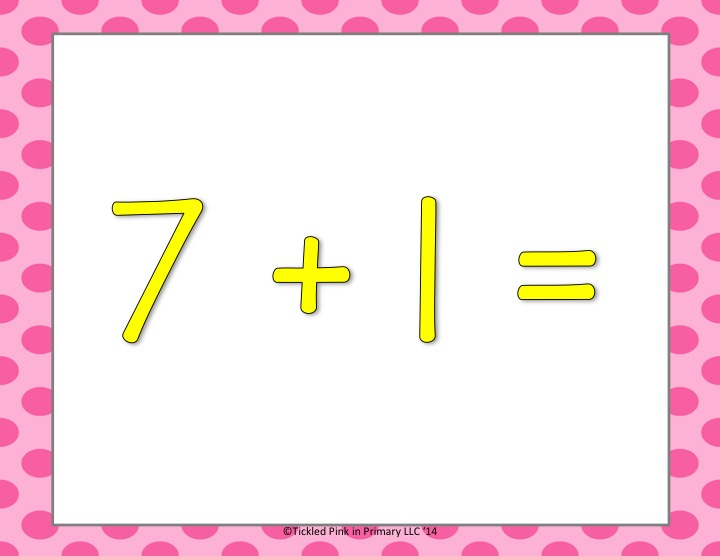 7 + 1 =
©Tickled Pink in Primary LLC ‘14